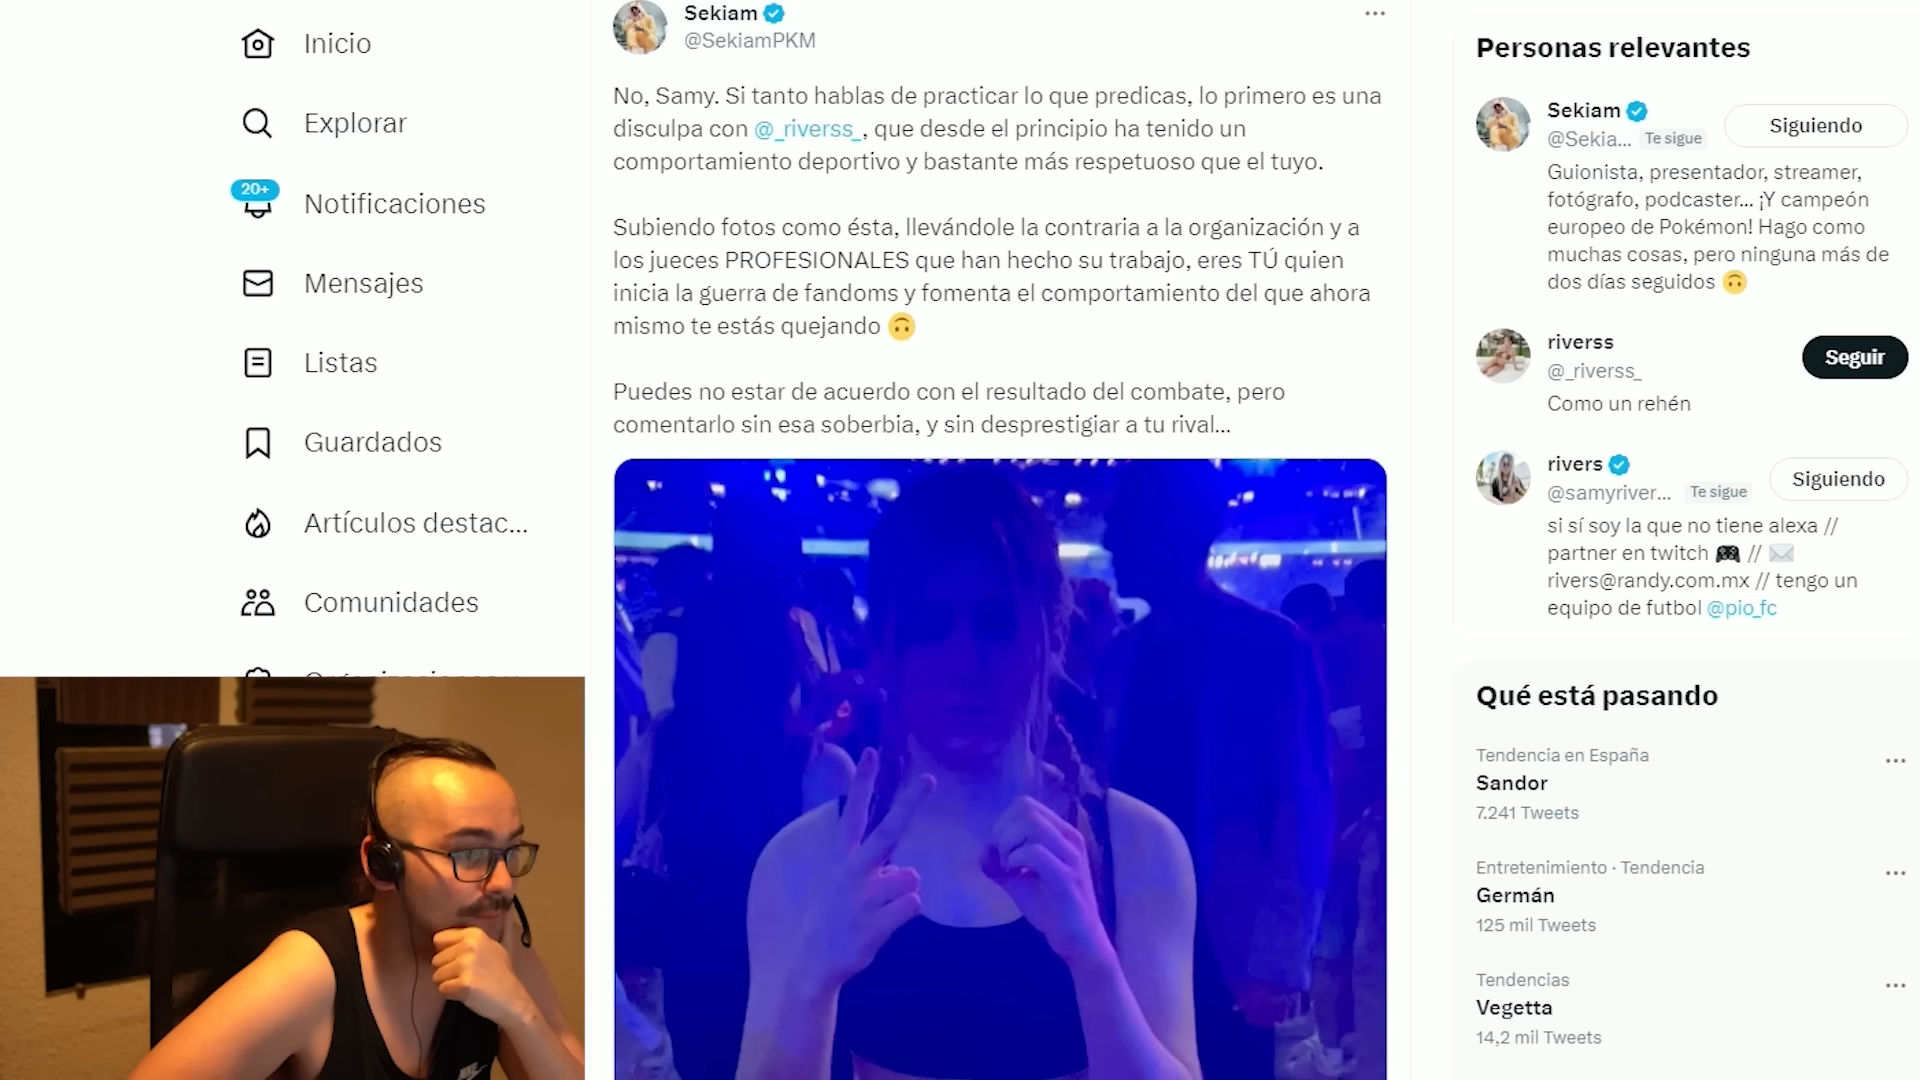 Inicio
Explorar
20+
Notificaciones
Mensajes
Listas
Guardados
Artículos destac...
Comunidades
Sekiam
@SekiamPKM
No, Samy. Si tanto hablas de practicar lo que predicas, lo primero es una
disculpa con @_riverss_, que desde el principio ha tenido un
comportamiento deportivo y bastante más respetuoso que el tuyo.
Subiendo fotos como ésta, llevándole la contraria a la organización y a
los jueces PROFESIONALES que han hecho su trabajo, eres TÚ quien
inicia la guerra de fandoms y fomenta el comportamiento del que ahora
mismo te estás quejando 🙃
Puedes no estar de acuerdo con el resultado del combate, pero
comentarlo sin esa soberbia, y sin desprestigiar a tu rival...
Personas relevantes
Sekiam
@Sekia... Te sigue
Siguiendo
Guionista, presentador, streamer,
fotógrafo, podcaster... ¡Y campeón
europeo de Pokémon! Hago como
muchas cosas, pero ninguna más de
dos días seguidos 🙃
riverss
@_riverss_
Seguir
Como un rehén
rivers
@samyriver... Te sigue
Siguiendo
si sí soy la que no tiene alexa //
partner en twitch 🎮 // ✉️
rivers@randy.com.mx // tengo un
equipo de futbol @pio_fc
Qué está pasando
Tendencia en España
Sandor
7.241 Tweets
Entretenimiento · Tendencia
Germán
125 mil Tweets
Tendencias
Vegetta
14,2 mil Tweets